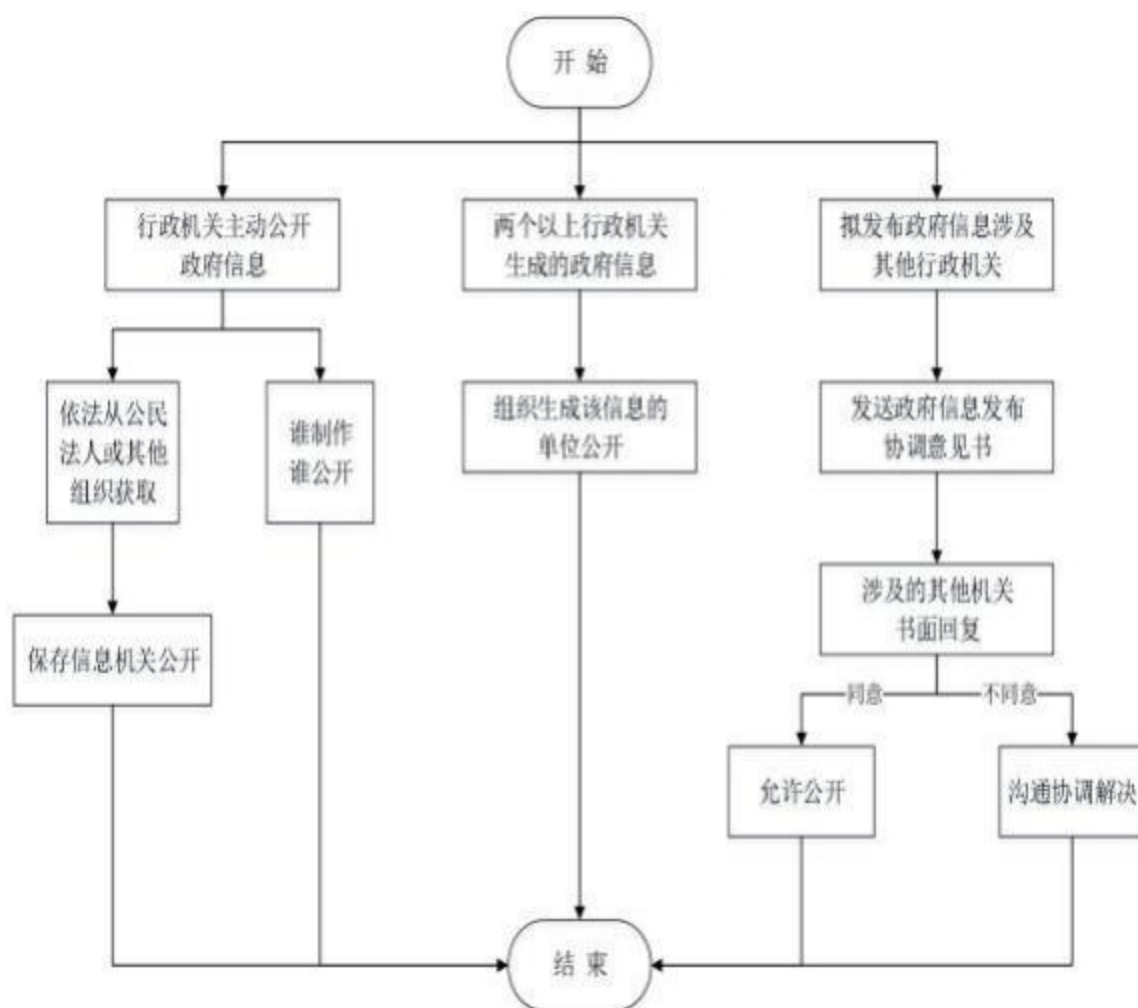 开 始
行政机关主动公开
政府信息
两个以上行政机关
生成的政府信息
拟发布政府信息涉及
其他行政机关
依法从公民
法人或其他
组织获取
谁制作
谁公开
组织生成该信息的
单位公开
发送政府信息发布
协调意见书
保存信息机关公开
涉及的其他机关
书面回复
同意
不同意
允许公开
沟通协调解决
结 束